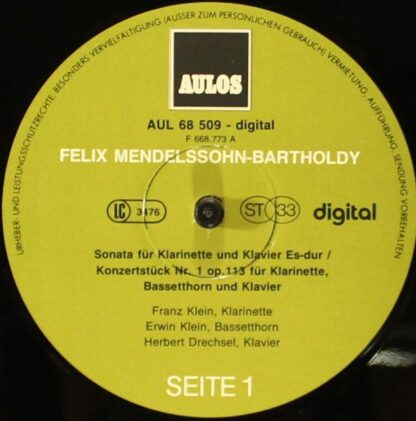 URHEBER- UND LEISTUNGSSCHUTZRECHTE, BESONDERS VERVIELFÄLTIGUNG (AUSSER ZUM PERSÖNLICHEN GEBRAUCH) VERMIETUNG, AUFFÜHRUNG, SENDUNG VORBEHALTEN
AULOS
AUL 68 509 - digital
F 668.773 A
FELIX MENDELSSOHN-BARTHOLDY
LC 3476
ST 33 digital
Sonata für Klarinette und Klavier Es-dur /
Konzertstück Nr. 1 op.113 für Klarinette,
Bassetthorn und Klavier
Franz Klein, Klarinette
Erwin Klein, Bassetthorn
Herbert Drechsel, Klavier
SEITE 1